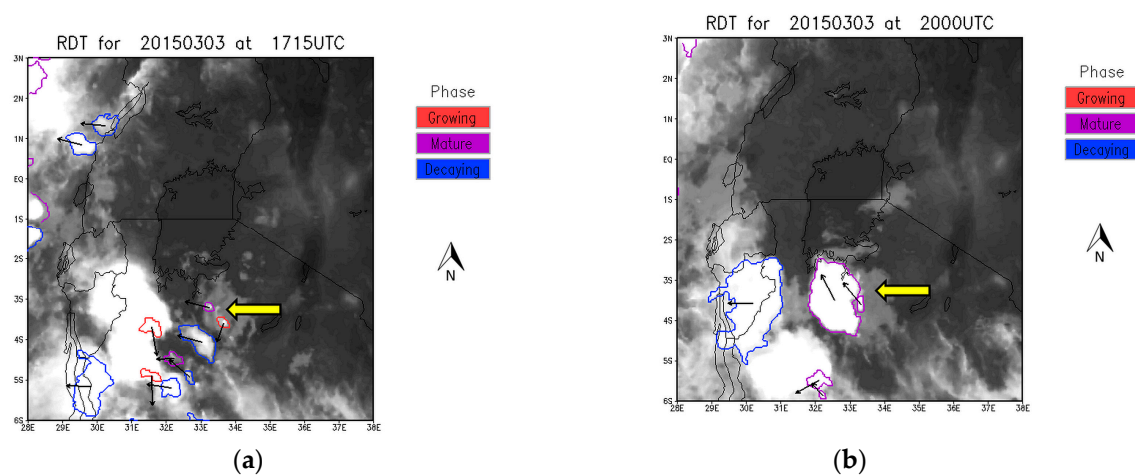 RDT for 20150303 at 1715UTC
3N
2N
1N
EQ
1S
2S
3S
4S
5S
6S
28E 29E 30E 31E 32E 33E 34E 35E 36E 37E 38E
Phase
Growing
Mature
Decaying
N
(a)
RDT for 20150303 at 2000UTC
3N
2N
1N
EQ
1S
2S
3S
4S
5S
6S
28E 29E 30E 31E 32E 33E 34E 35E 36E 37E 38E
Phase
Growing
Mature
Decaying
N
(b)